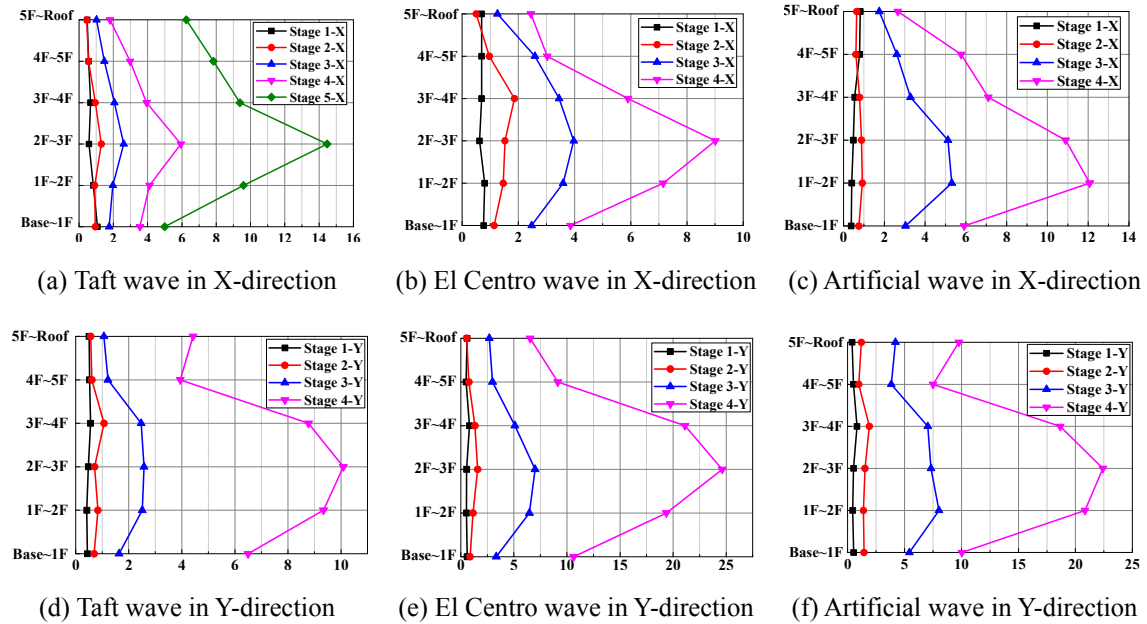 5F~Roof
4F~5F
3F~4F
2F~3F
1F~2F
Base~1F
0 2 4 6 8 10 12 14 16
Stage 1-X
Stage 2-X
Stage 3-X
Stage 4-X
Stage 5-X
(a) Taft wave in X-direction
5F~Roof
4F~5F
3F~4F
2F~3F
1F~2F
Base~1F
0 2 4 6 8 10
Stage 1-X
Stage 2-X
Stage 3-X
Stage 4-X
(b) El Centro wave in X-direction
5F~Roof
4F~5F
3F~4F
2F~3F
1F~2F
Base~1F
0 2 4 6 8 10 12 14
Stage 1-X
Stage 2-X
Stage 3-X
Stage 4-X
(c) Artificial wave in X-direction
5F~Roof
4F~5F
3F~4F
2F~3F
1F~2F
Base~1F
0 2 4 6 8 10
Stage 1-Y
Stage 2-Y
Stage 3-Y
Stage 4-Y
(d) Taft wave in Y-direction
5F~Roof
4F~5F
3F~4F
2F~3F
1F~2F
Base~1F
0 5 10 15 20 25
Stage 1-Y
Stage 2-Y
Stage 3-Y
Stage 4-Y
(e) El Centro wave in Y-direction
5F~Roof
4F~5F
3F~4F
2F~3F
1F~2F
Base~1F
0 5 10 15 20 25
Stage 1-Y
Stage 2-Y
Stage 3-Y
Stage 4-Y
(f) Artificial wave in Y-direction